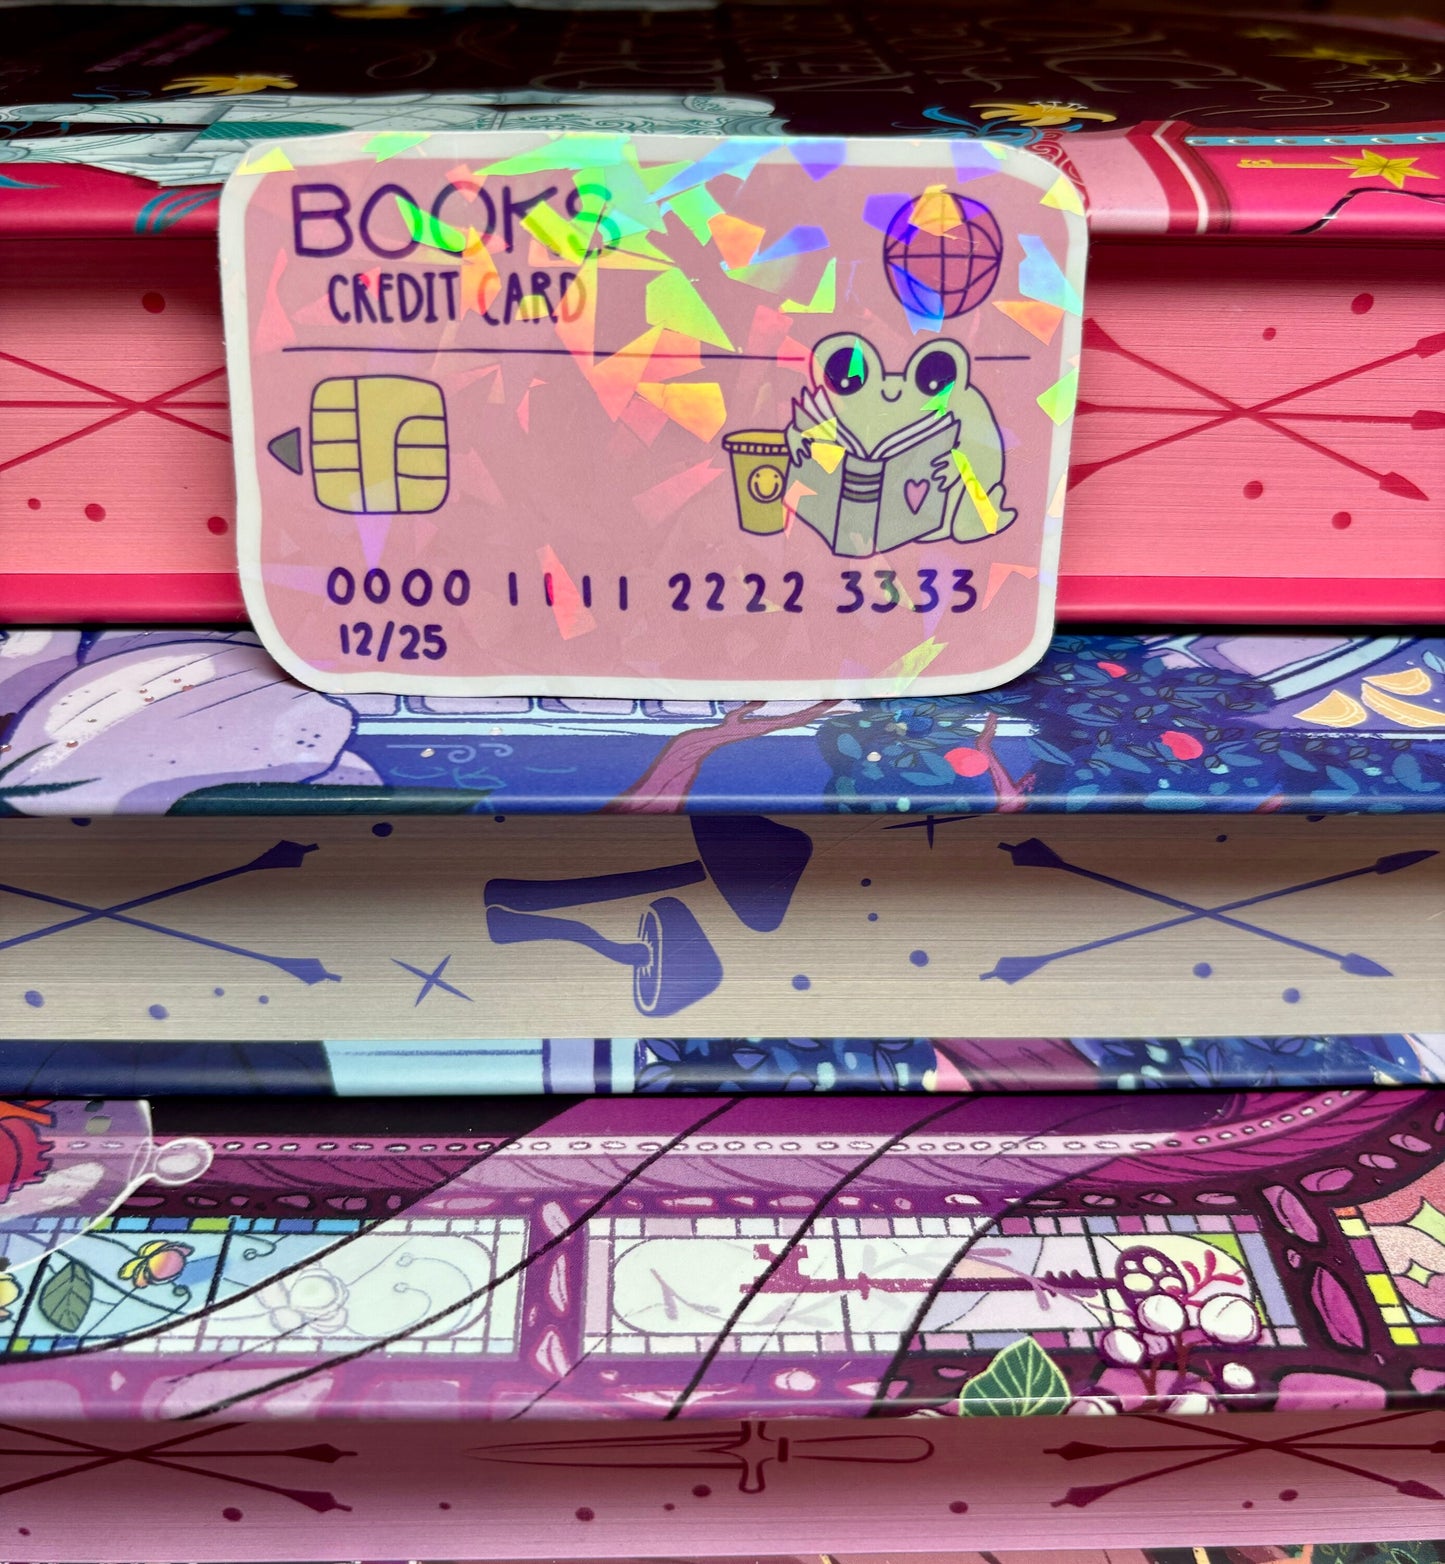 BOOKS
CREDIT CARD
0000 1111 2222 3333
12/25